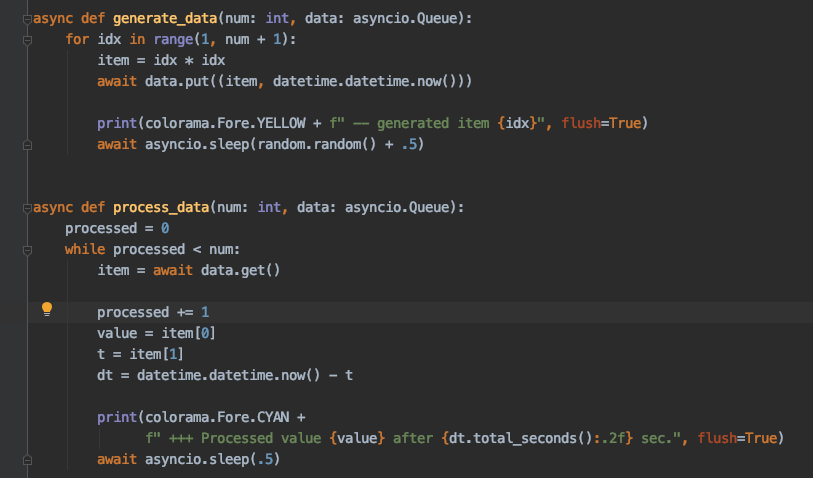 async def generate_data(num: int, data: asyncio.Queue):
    for idx in range(1, num + 1):
        item = idx * idx
        await data.put((item, datetime.datetime.now()))

        print(colorama.Fore.YELLOW + f" -- generated item {idx}", flush=True)
        await asyncio.sleep(random.random() + .5)


async def process_data(num: int, data: asyncio.Queue):
    processed = 0
    while processed < num:
        item = await data.get()

        processed += 1
        value = item[0]
        t = item[1]
        dt = datetime.datetime.now() - t

        print(colorama.Fore.CYAN +
              f" +++ Processed value {value} after {dt.total_seconds():.2f} sec.", flush=True)
        await asyncio.sleep(.5)